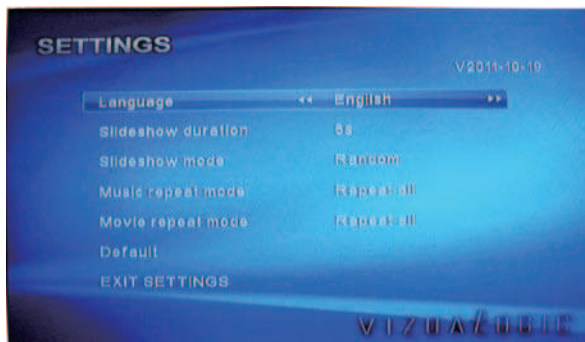 SETTINGS
V2011-10-19
Language English
Slideshow duration
Slideshow mode Random
Music repeat mode Repeat all
Movie repeat mode Repeat all
Default
EXIT SETTINGS
VIZUALOGIC